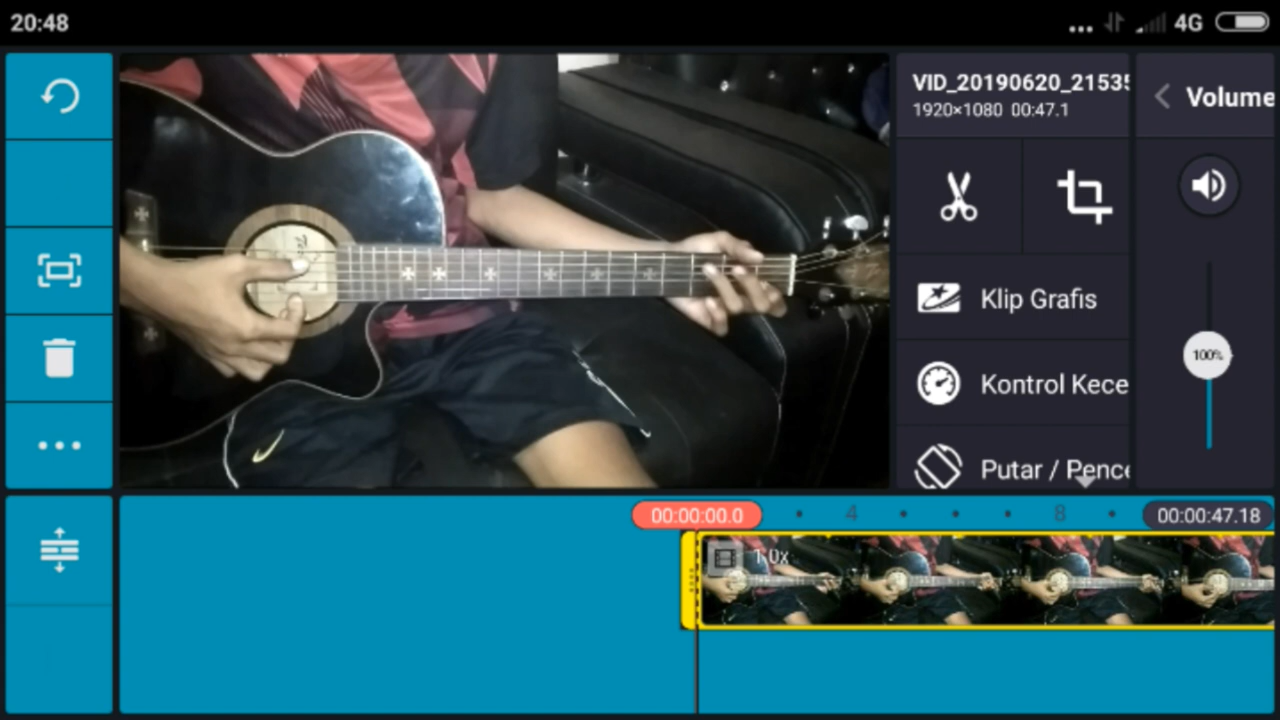 20:48
4G
VID_20190620_21535
1920×1080 00:47.1
Volume
Klip Grafis
100%
Kontrol Kece
Putar / Pence
00:00:00.0
4
8
00:00:47.18
1.0x